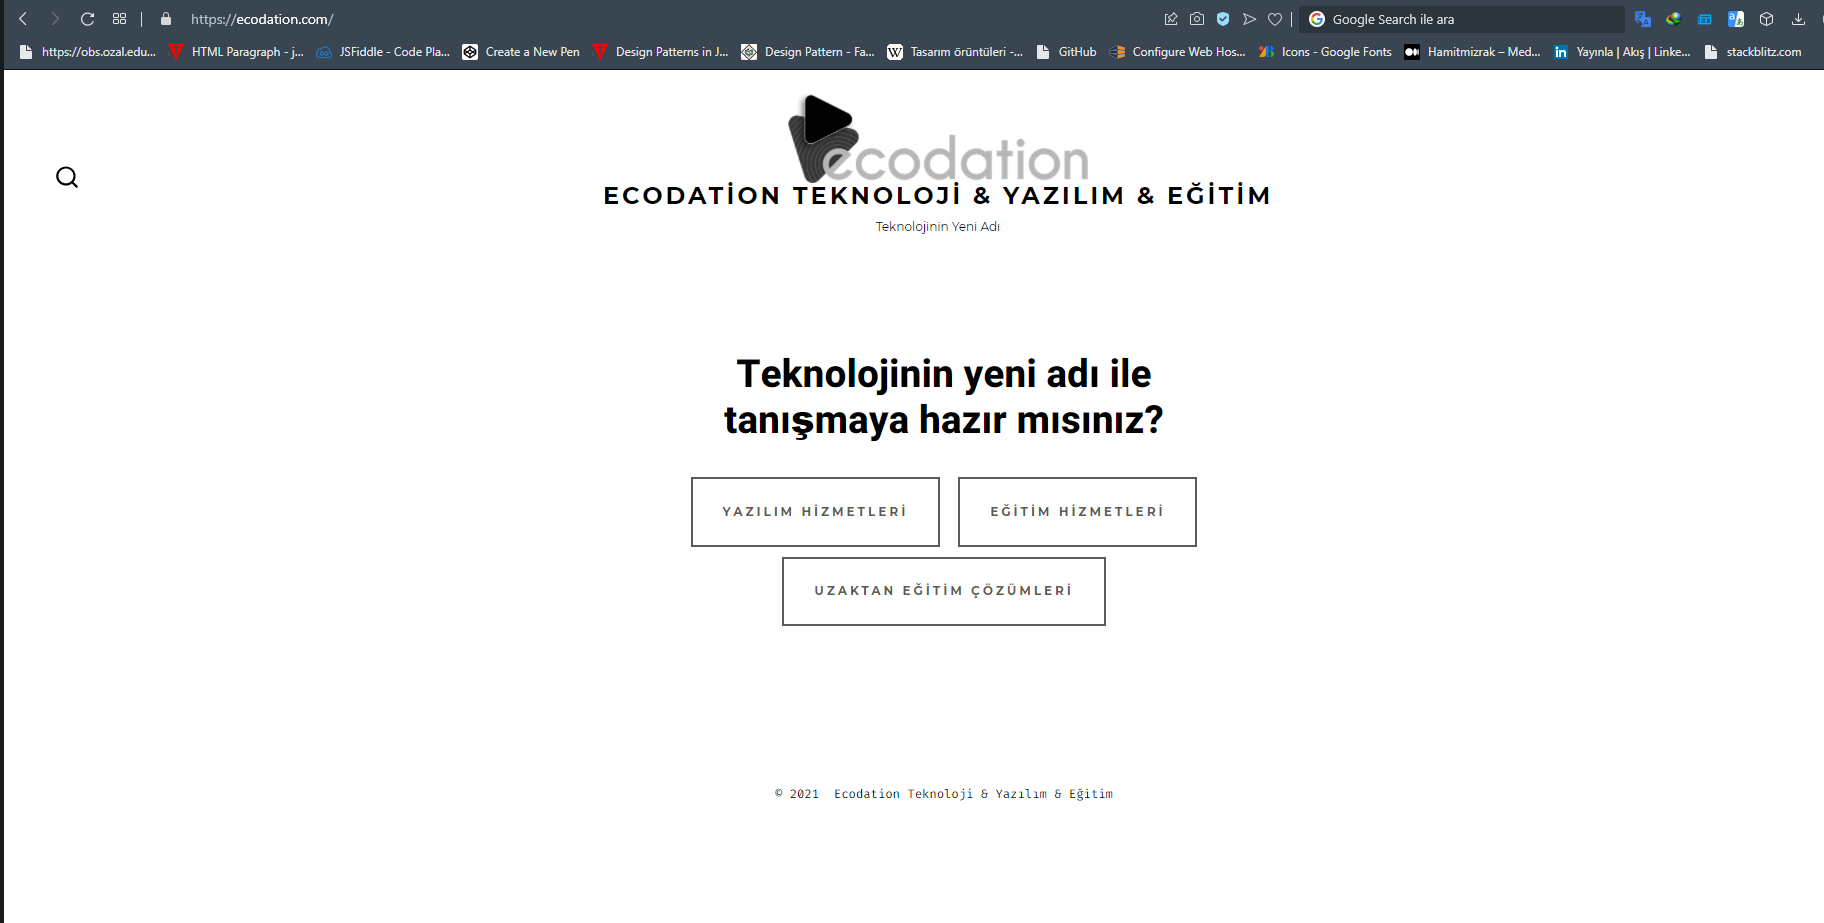 https://ecodation.com/
Google Search ile ara
https://obs.ozal.edu...
HTML Paragraph - j...
JSFiddle - Code Pla...
Create a New Pen
Design Patterns in J...
Design Pattern - Fa...
W
Tasarım örüntüleri -...
GitHub
Configure Web Hos...
Icons - Google Fonts
Hamitmizrak – Med...
in
Yayınla | Akış | Linke...
stackblitz.com
ecodation
ECODATİON TEKNOLOJİ & YAZILIM & EĞİTİM
Teknolojinin Yeni Adı
Teknolojinin yeni adı ile
tanışmaya hazır mısınız?
YAZILIM HİZMETLERİ
EĞİTİM HİZMETLERİ
UZAKTAN EĞİTİM ÇÖZÜMLERİ
© 2021 Ecodation Teknoloji & Yazılım & Eğitim